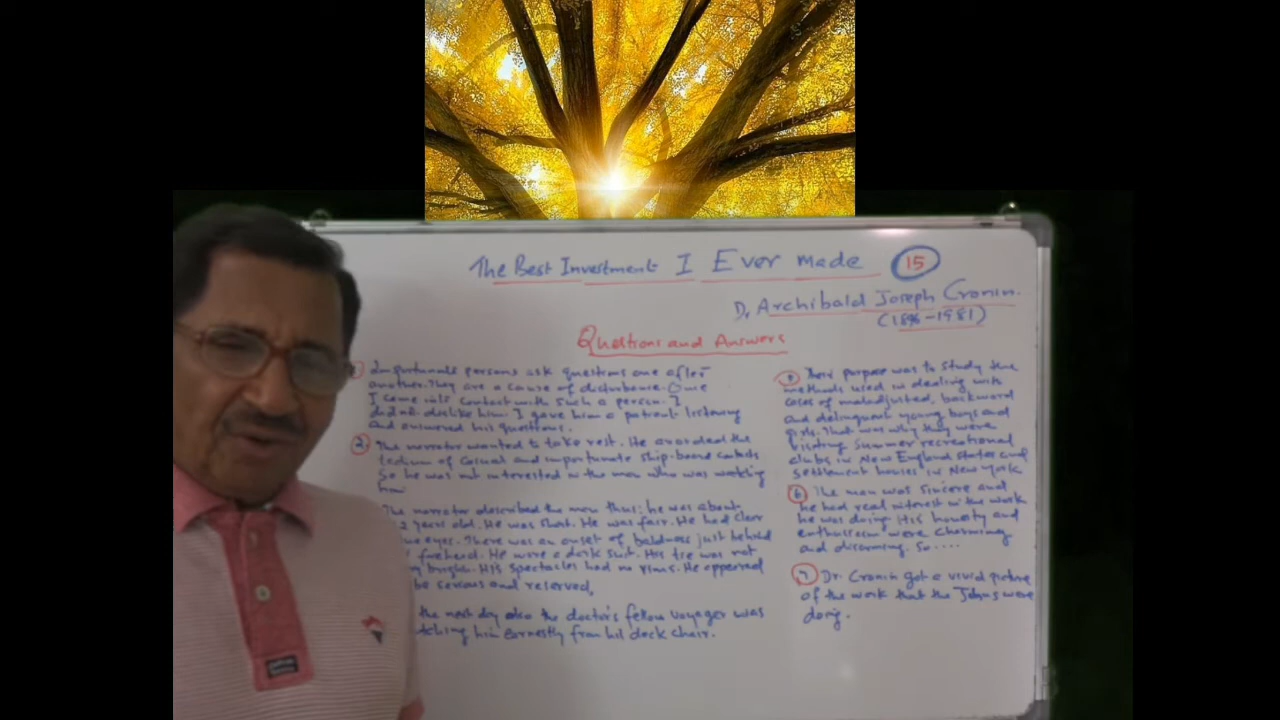 The Best Investment I Ever made 15
Dr Archibald Joseph Cronin.
(1896-1981)
Questions and Answers
Importunate persons ask questions one after
another. They are a cause of disturbance. Once
I came into contact with such a person. I
did not dislike him. I gave him a patient listening
and answered his questions.
2 The narrator wanted to take rest. He avoided the
tedium of casual and importunate ship-board contacts
So he was not interested in the man who was watching
him
The narrator described the man thus: he was about
2 years old. He was short. He was fair. He had clear
eyes. There was an onset of baldness just behind
forehead. He wore a dark suit. His tie was not
bright. His spectacles had no rims. He appeared
be serious and reserved,
the next day also the doctor's fellow voyager was
tching him earnestly from his deck chair.
Their purpose was to study the
methods used in dealing with
cases of maladjusted, backward
and delinquent young boys and
girls. That was why they were
visiting summer recreational
clubs in New England states and
settlement houses in New York
6 The man was sincere and
he had real interest in the work
he was doing. His honesty and
enthusiasm were charming
and disarming. So....
7 Dr. Cronin got a vivid picture
of the work that the Johns were
doing.